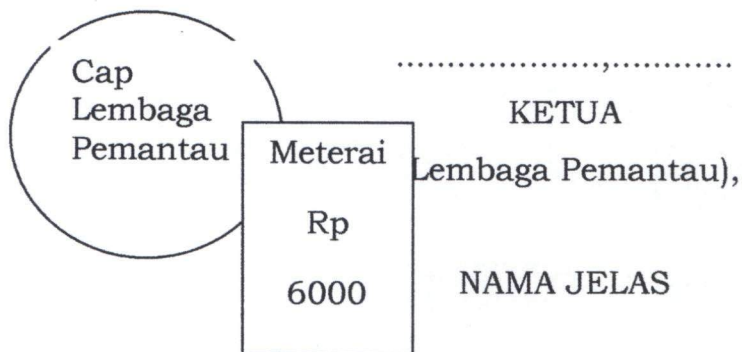 Cap
Lembaga
Pemantau
Meterai
Rp
6000
.....................,............
KETUA
Lembaga Pemantau),
NAMA JELAS